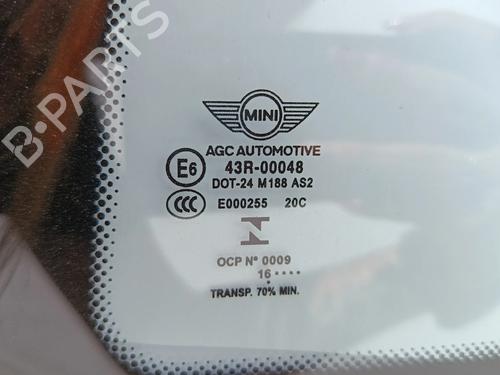 B·PARTS
MINI
AGC AUTOMOTIVE
E6 43R-00048
DOT-24 M188 AS2
CCC E000255 20C
N
OCP N° 0009
16 ••••
TRANSP. 70% MIN.